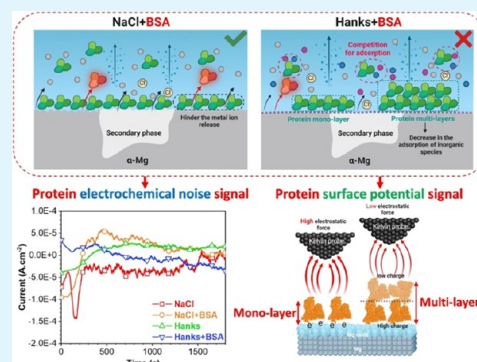 NaCl+BSA
Hanks+BSA
Hinder the metal ion
release
Secondary phase
α-Mg
Competition
for adsorption
Protein mono-layer
Protein multi-layers
Secondary phase
Decrease in the
adsorption of inorganic
species
α-Mg
Protein electrochemical noise signal
Protein surface potential signal
Current (A.cm⁻²)
1.0E-4
5.0E-5
0.0E+0
-5.0E-5
-1.0E-4
-1.5E-4
-2.0E-4
NaCl
NaCl+BSA
Hanks
Hanks+BSA
0
500
1000
1500
High electrostatic
force
Low electrostatic
force
Kelvin probe
Kelvin probe
low charge
Mono-layer
Multi-layer
High charge
e e e e
Mg